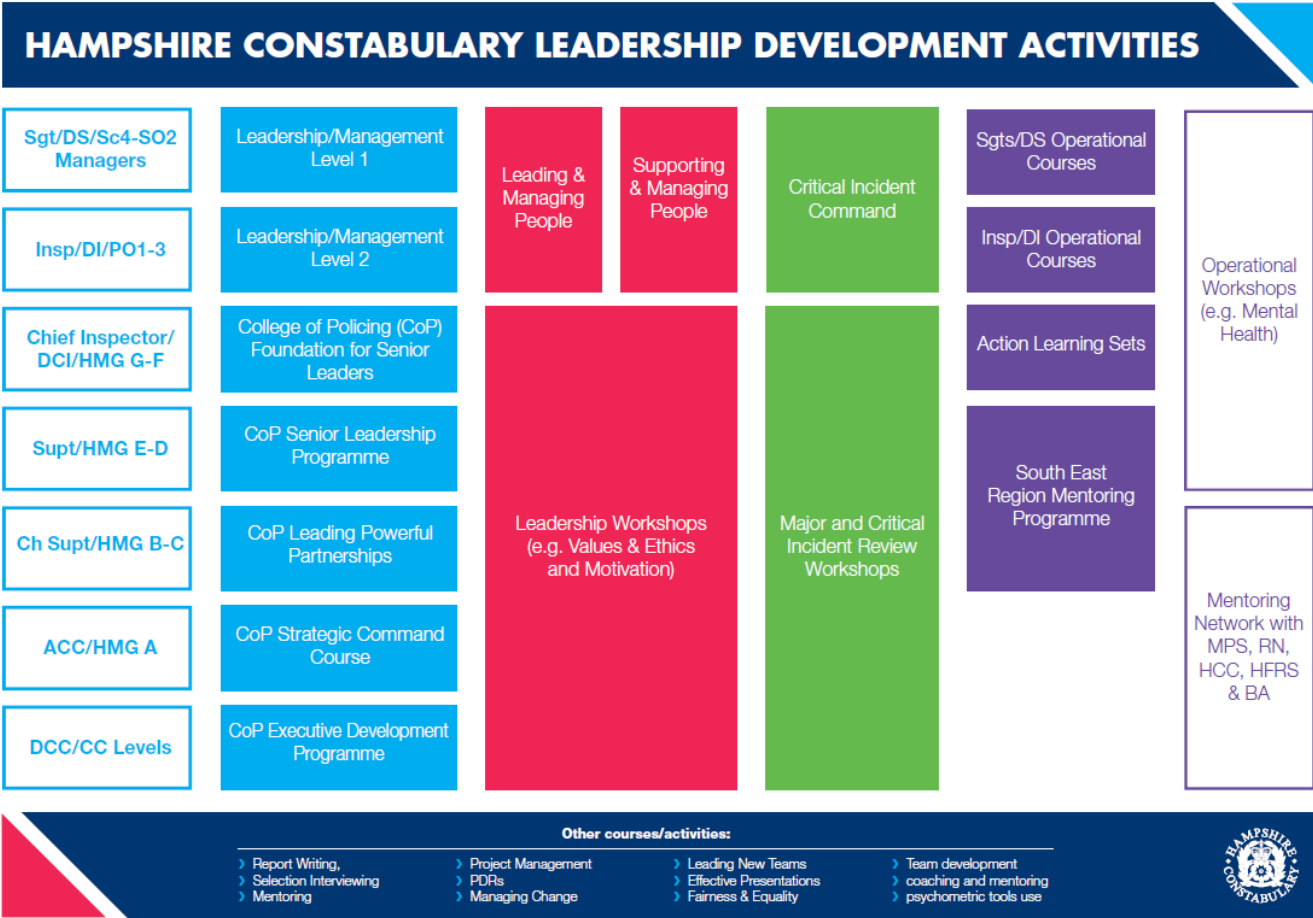 HAMPSHIRE CONSTABULARY LEADERSHIP DEVELOPMENT ACTIVITIES
Sgt/DS/Sc4-SO2
Managers
Insp/DI/PO1-3
Chief Inspector/
DCI/HMG G-F
Supt/HMG E-D
Ch Supt/HMG B-C
ACC/HMG A
DCC/CC Levels
Leadership/Management
Level 1
Leadership/Management
Level 2
College of Policing (CoP)
Foundation for Senior
Leaders
CoP Senior Leadership
Programme
CoP Leading Powerful
Partnerships
CoP Strategic Command
Course
CoP Executive Development
Programme
Leading &
Managing
People
Supporting
& Managing
People
Leadership Workshops
(e.g. Values & Ethics
and Motivation)
Critical Incident
Command
Major and Critical
Incident Review
Workshops
Sgts/DS Operational
Courses
Insp/DI Operational
Courses
Action Learning Sets
South East
Region Mentoring
Programme
Operational
Workshops
(e.g. Mental
Health)
Mentoring
Network with
MPS, RN,
HCC, HFRS
& BA
Other courses/activities:
Report Writing,
Selection Interviewing
Mentoring
Project Management
PDRs
Managing Change
Leading New Teams
Effective Presentations
Fairness & Equality
Team development
coaching and mentoring
psychometric tools use
HAMPSHIRE
CONSTABULARY